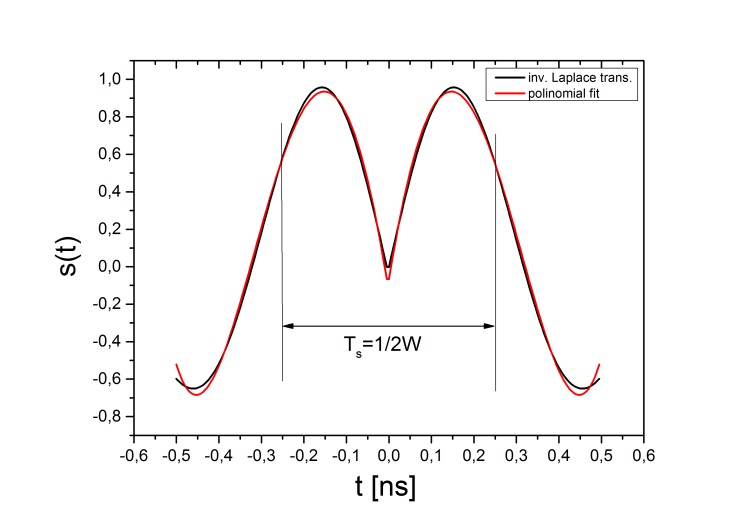 inv. Laplace trans.
polinomial fit
1,0
0,8
0,6
0,4
0,2
0,0
-0,2
-0,4
-0,6
-0,8
s(t)
Ts=1/2W
-0,6 -0,5 -0,4 -0,3 -0,2 -0,1 0,0 0,1 0,2 0,3 0,4 0,5 0,6
t [ns]